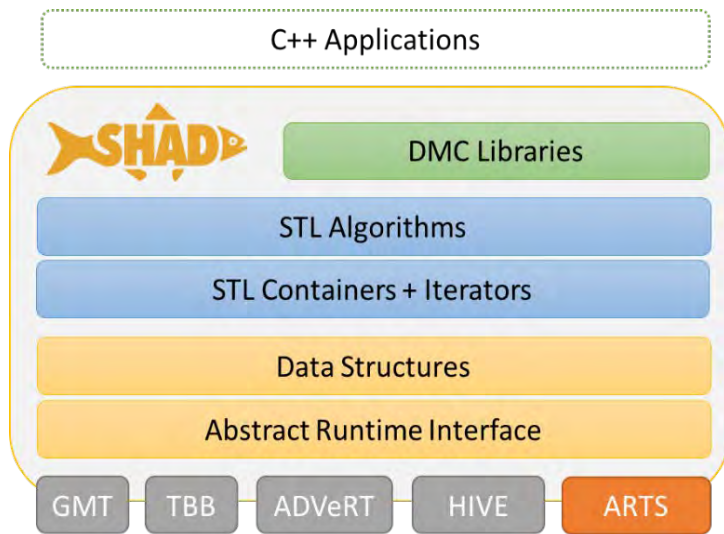 C++ Applications
SHAD
DMC Libraries
STL Algorithms
STL Containers + Iterators
Data Structures
Abstract Runtime Interface
GMT TBB ADVeRT HIVE ARTS